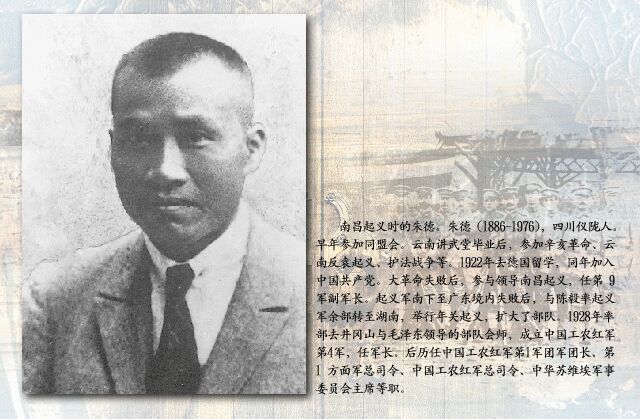 南昌起义时的朱德。朱德（1886-1976），四川仪陇人。
早年参加同盟会。云南讲武堂毕业后，参加辛亥革命、云
南反袁起义、护法战争等。1922年去德国留学，同年加入
中国共产党。大革命失败后，参与领导南昌起义，任第 9
军副军长。起义军南下至广东境内失败后，与陈毅率起义
军余部转至湖南，举行年关起义，扩大了部队。1928年率
部去井冈山与毛泽东领导的部队会师，成立中国工农红军
第4军，任军长。后历任中国工农红军第1军团军团长、第
1 方面军总司令、中国工农红军总司令、中华苏维埃军事
委员会主席等职。